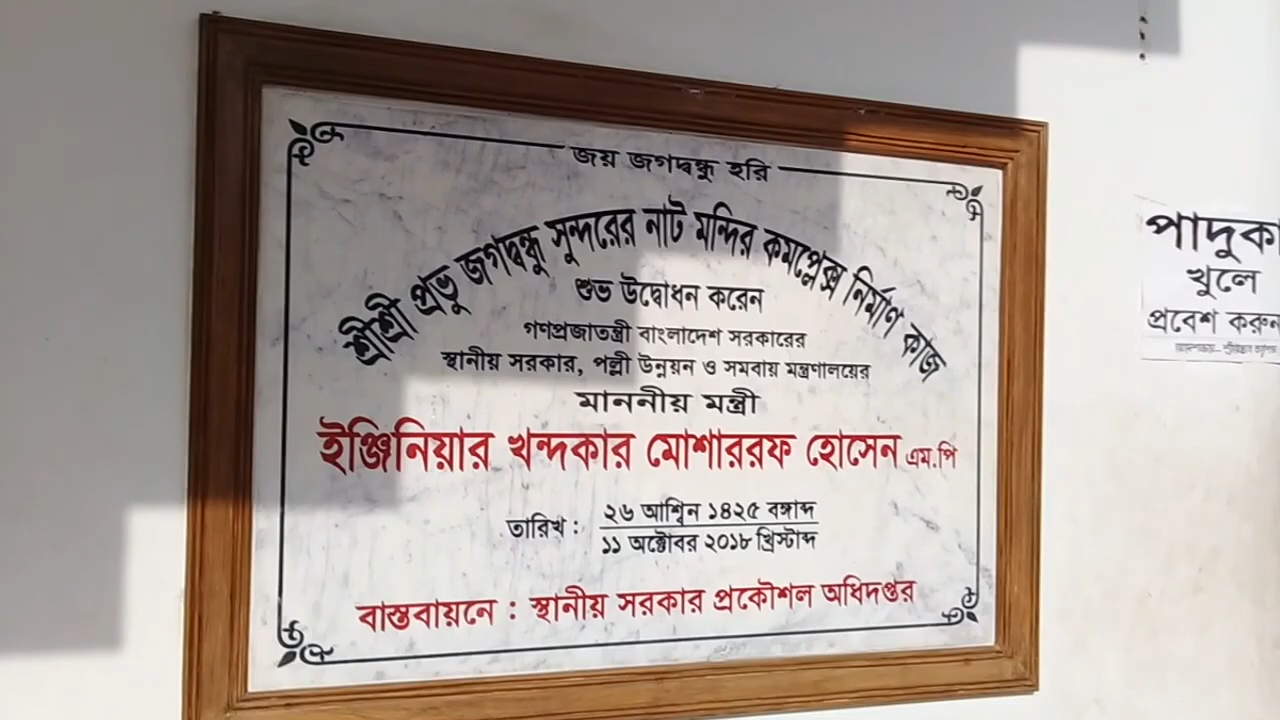 জয় জগদ্বন্ধু হরি
শ্রীশ্রী প্রভু জগদ্বন্ধু সুন্দরের নাট মন্দির কমপ্লেক্স নির্মাণ কাজ
শুভ উদ্বোধন করেন
গণপ্রজাতন্ত্রী বাংলাদেশ সরকারের
স্থানীয় সরকার, পল্লী উন্নয়ন ও সমবায় মন্ত্রণালয়ের
মাননীয় মন্ত্রী
ইঞ্জিনিয়ার খন্দকার মোশাররফ হোসেন এম.পি
তারিখ : ২৬ আশ্বিন ১৪২৫ বঙ্গাব্দ
১১ অক্টোবর ২০১৮ খ্রিস্টাব্দ
বাস্তবায়নে : স্থানীয় সরকার প্রকৌশল অধিদপ্তর
পাদুকা
খুলে
প্রবেশ করুন